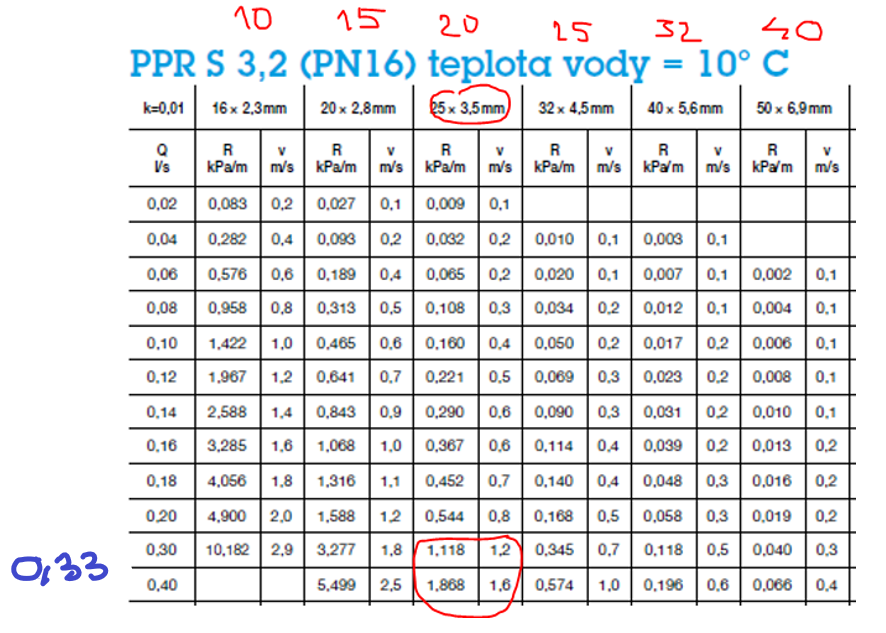 10 15 20 25 32 40
PPR S 3,2 (PN16) teplota vody = 10° C
k=0,01 16 × 2,3mm 20 × 2,8mm 25 × 3,5mm 32 × 4,5mm 40 × 5,6mm 50 × 6,9mm
Q R v R v R v R v R v R v
l/s kPa/m m/s kPa/m m/s kPa/m m/s kPa/m m/s kPa/m m/s kPa/m m/s
0,02 0,083 0,2 0,027 0,1 0,009 0,1
0,04 0,282 0,4 0,093 0,2 0,032 0,2 0,010 0,1 0,003 0,1
0,06 0,576 0,6 0,189 0,4 0,065 0,2 0,020 0,1 0,007 0,1 0,002 0,1
0,08 0,958 0,8 0,313 0,5 0,108 0,3 0,034 0,2 0,012 0,1 0,004 0,1
0,10 1,422 1,0 0,465 0,6 0,160 0,4 0,050 0,2 0,017 0,2 0,006 0,1
0,12 1,967 1,2 0,641 0,7 0,221 0,5 0,069 0,3 0,023 0,2 0,008 0,1
0,14 2,588 1,4 0,843 0,9 0,290 0,6 0,090 0,3 0,031 0,2 0,010 0,1
0,16 3,285 1,6 1,068 1,0 0,367 0,6 0,114 0,4 0,039 0,2 0,013 0,2
0,18 4,056 1,8 1,316 1,1 0,452 0,7 0,140 0,4 0,048 0,3 0,016 0,2
0,20 4,900 2,0 1,588 1,2 0,544 0,8 0,168 0,5 0,058 0,3 0,019 0,2
0,30 10,182 2,9 3,277 1,8 1,118 1,2 0,345 0,7 0,118 0,5 0,040 0,3
0,33
0,40 5,499 2,5 1,868 1,6 0,574 1,0 0,196 0,6 0,066 0,4